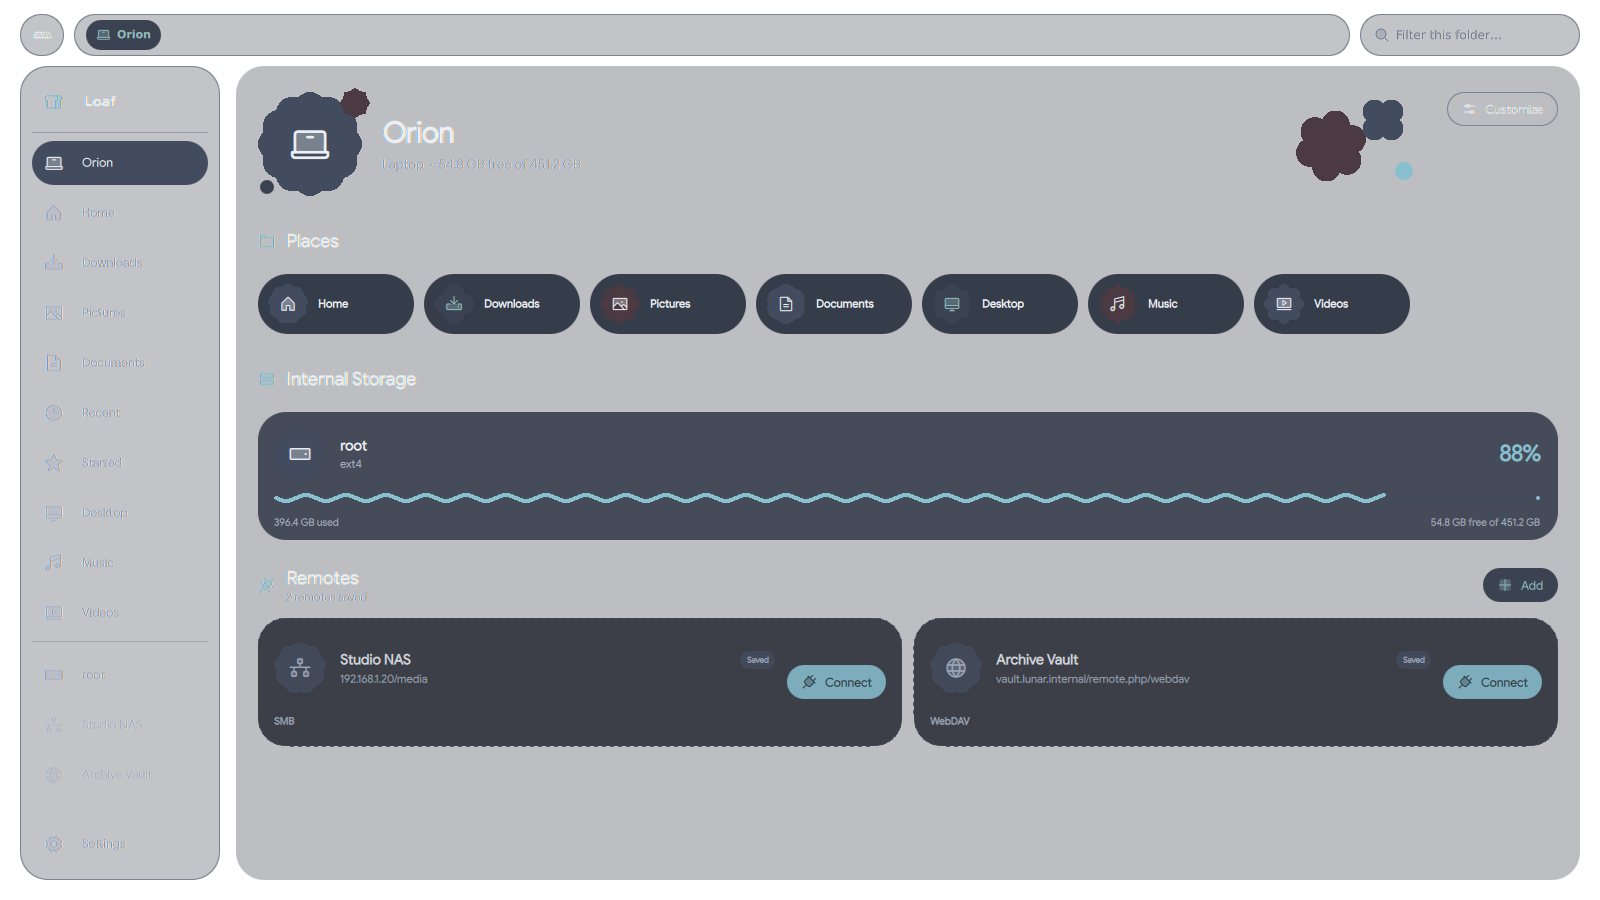 Orion
Filter this folder...
Loaf
Orion
Home
Downloads
Pictures
Documents
Recent
Starred
Desktop
Music
Videos
root
Studio NAS
Archive Vault
Settings
Orion
Laptop · 54.8 GB free of 451.2 GB
Customize
Places
Home
Downloads
Pictures
Documents
Desktop
Music
Videos
Internal Storage
root
ext4
88%
396.4 GB used
54.8 GB free of 451.2 GB
Remotes
2 remotes saved
Add
Studio NAS
192.168.1.20/media
Saved
Connect
SMB
Archive Vault
vault.lunar.internal/remote.php/webdav
Saved
Connect
WebDAV